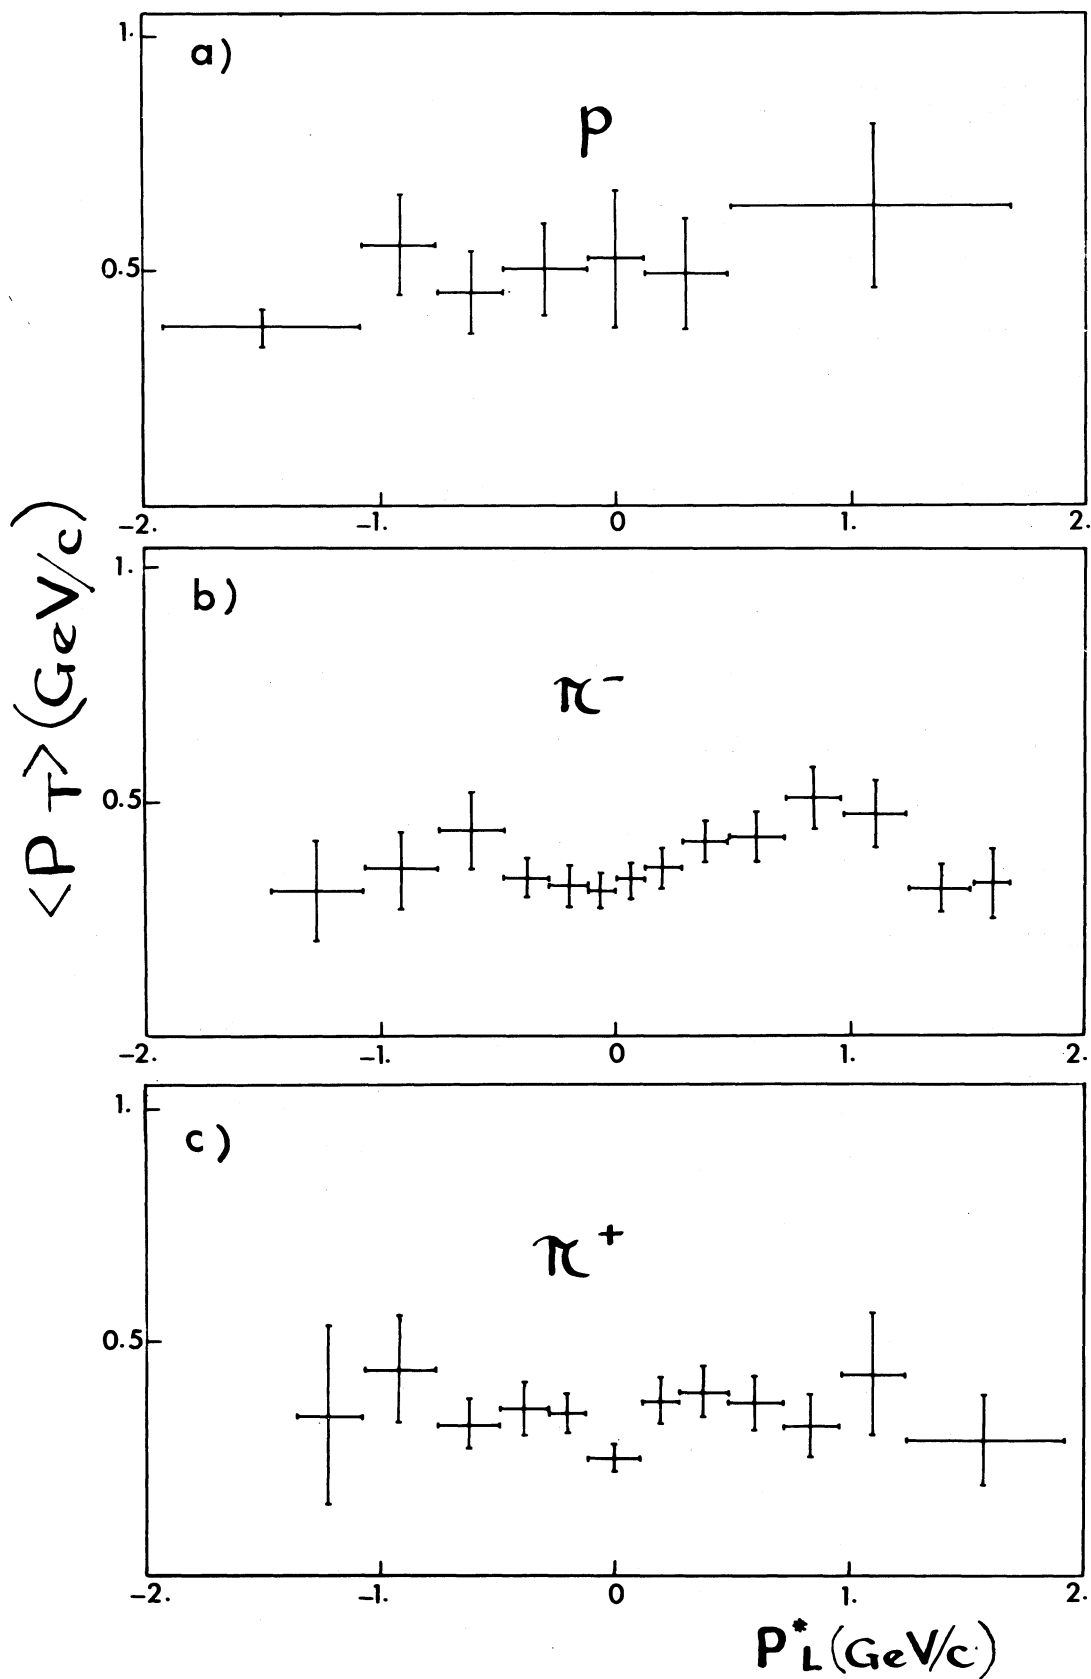 1.
a)
p
0.5
-2.
-1.
0
1.
2.
1.
b)
π⁻
0.5
-2.
-1.
0
1.
2.
1.
c)
π⁺
0.5
-2.
-1.
0
1.
2.
<P_T> (GeV/c)
P*_L (GeV/c)